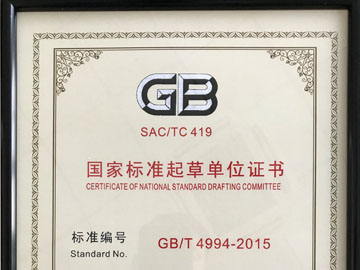 GB
SAC/TC 419
国家标准起草单位证书
CERTIFICATE OF NATIONAL STANDARD DRAFTING COMMITTEE
标准编号 GB/T 4994-2015
Standard No.